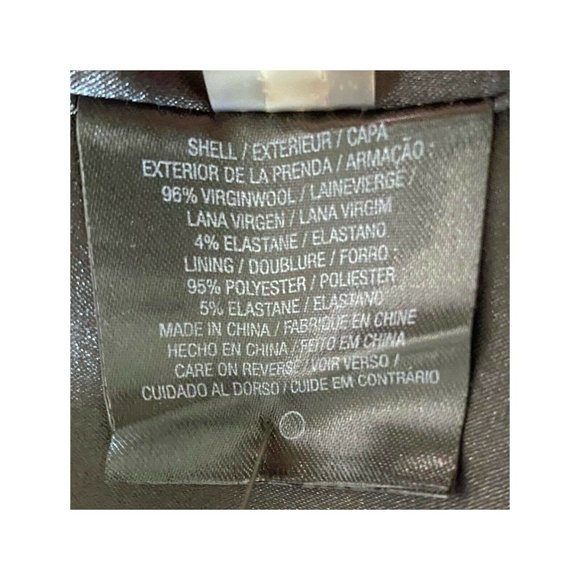 SHELL / EXTERIEUR / CAPA
EXTERIOR DE LA PRENDA / ARMAÇÃO :
96% VIRGINWOOL / LAINEVIERGE /
LANA VIRGEN / LANA VIRGIM
4% ELASTANE / ELASTANO
LINING / DOUBLURE / FORRO :
95% POLYESTER / POLIESTER
5% ELASTANE / ELASTANO
MADE IN CHINA / FABRIQUE EN CHINE
HECHO EN CHINA / FEITO EM CHINA
CARE ON REVERSE / VOIR VERSO /
CUIDADO AL DORSO / CUIDE EM CONTRÁRIO